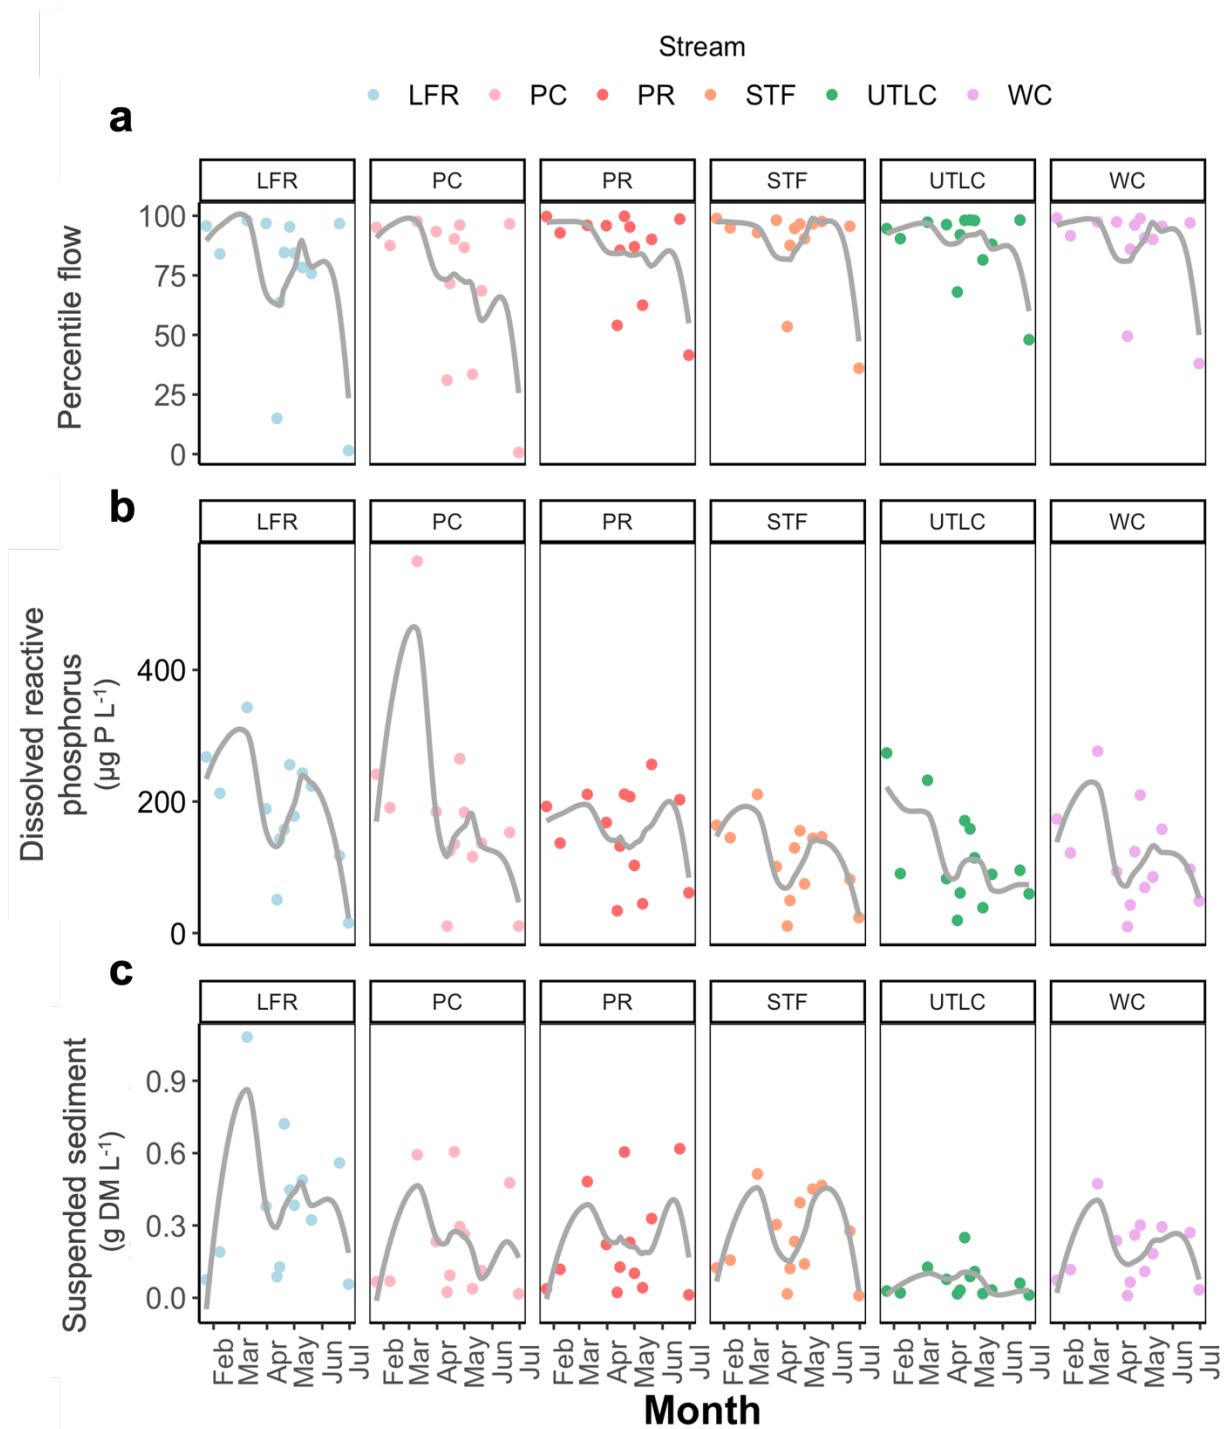 Stream
LFR PC PR STF UTLC WC
a
LFR PC PR STF UTLC WC
Percentile flow
100
75
50
25
0
b
LFR PC PR STF UTLC WC
Dissolved reactive
phosphorus
(µg P L-1)
400
200
0
c
LFR PC PR STF UTLC WC
Suspended sediment
(g DM L-1)
0.9
0.6
0.3
0.0
Feb Mar Apr May Jun Jul Feb Mar Apr May Jun Jul Feb Mar Apr May Jun Jul Feb Mar Apr May Jun Jul Feb Mar Apr May Jun Jul Feb Mar Apr May Jun Jul
Month